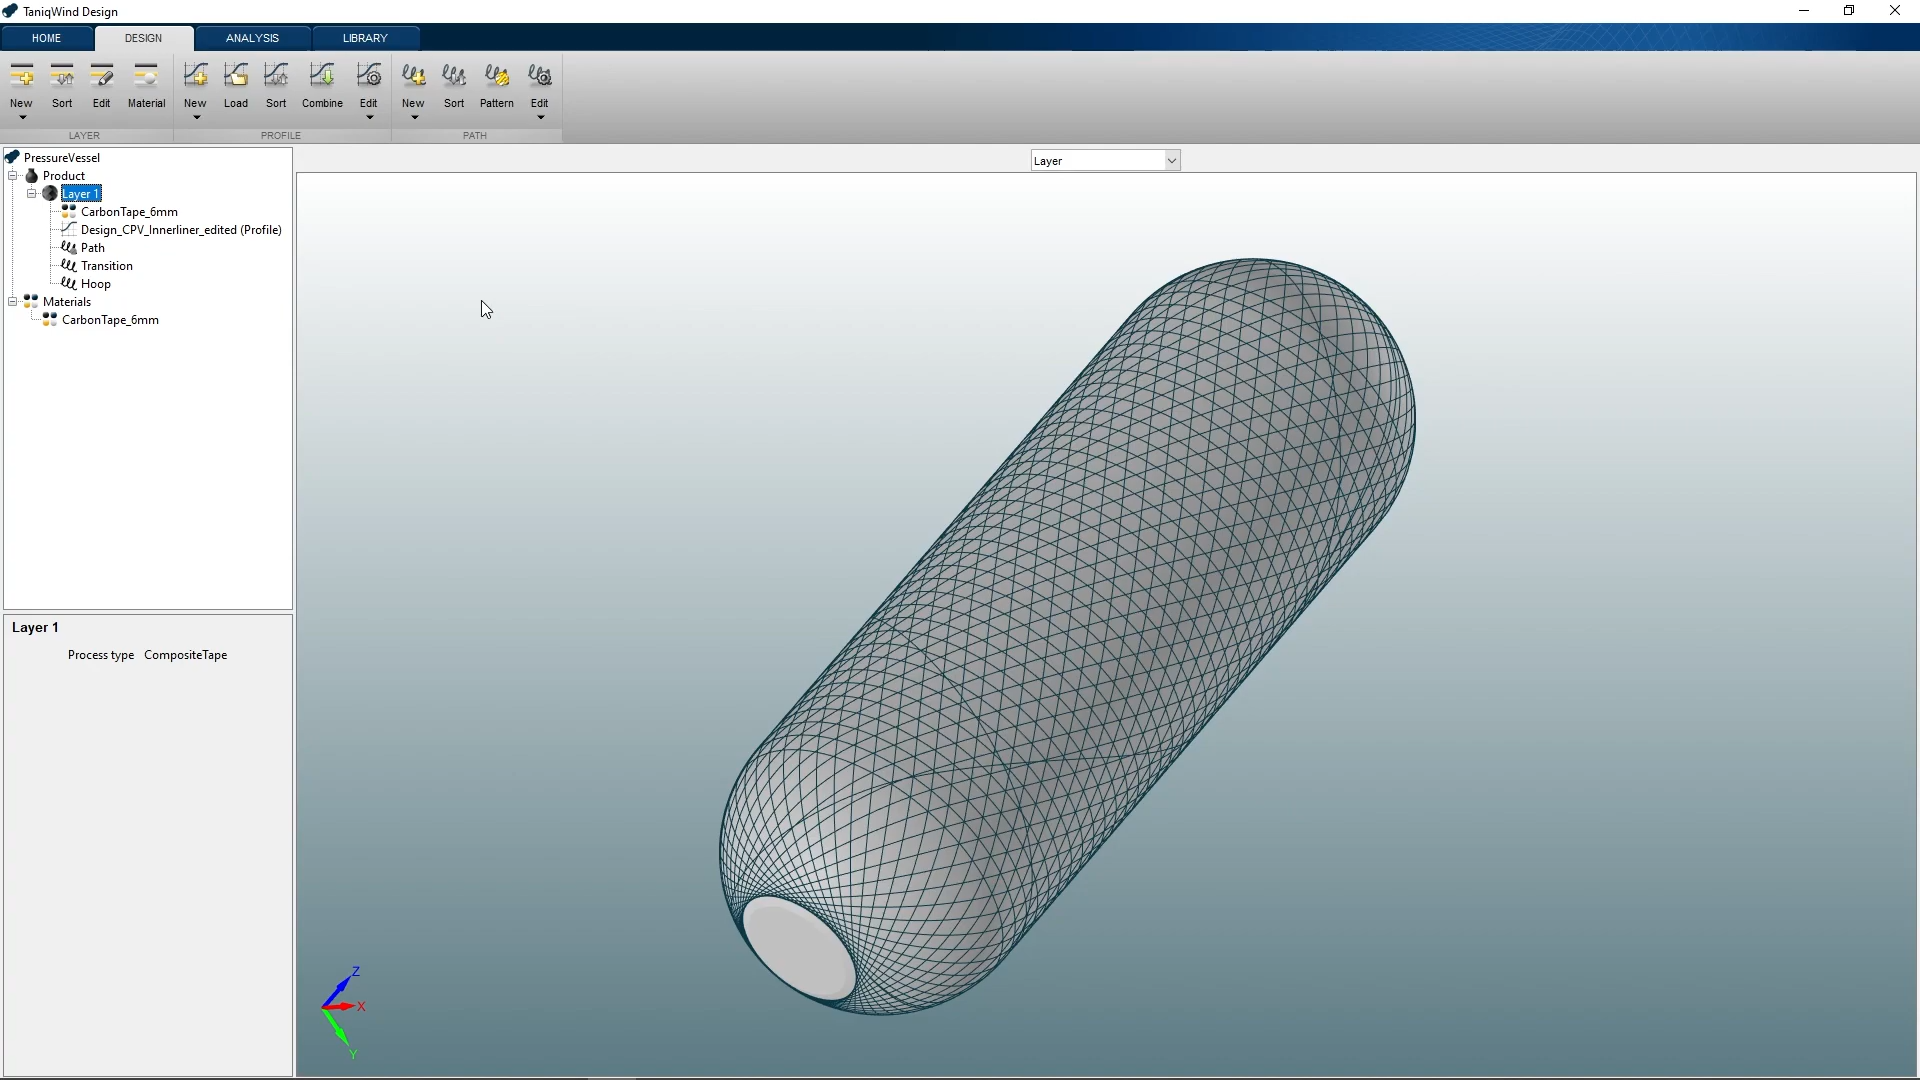 TaniqWind Design
HOME DESIGN ANALYSIS LIBRARY
New Sort Edit Material New Load Sort Combine Edit New Sort Pattern Edit
LAYER PROFILE PATH
PressureVessel
Product
Layer 1
CarbonTape_6mm
Design_CPV_Innerliner_edited (Profile)
Path
Transition
Hoop
Materials
CarbonTape_6mm
Layer
Layer 1
Process type CompositeTape
Z
X
Y